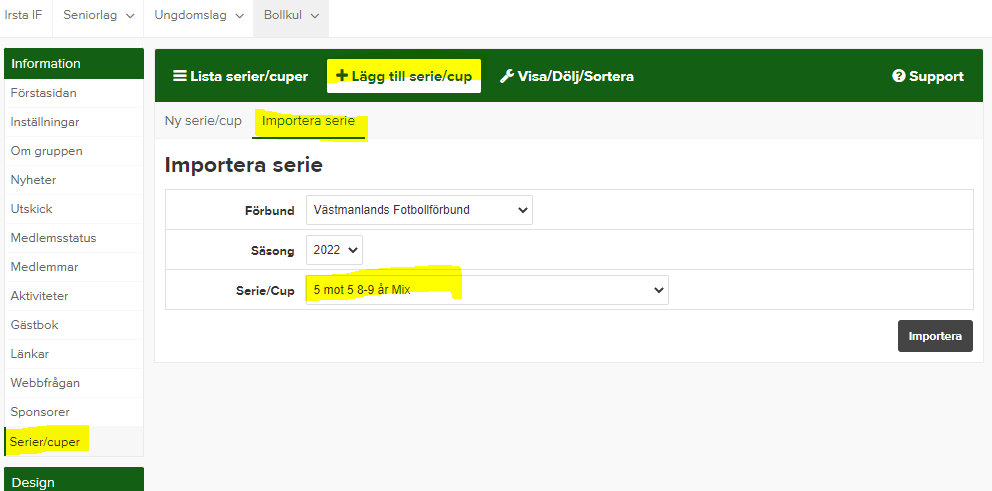 Irsta IF Seniorlag Ungdomslag Bollkul
Information
Förstasidan
Inställningar
Om gruppen
Nyheter
Utskick
Medlemsstatus
Medlemmar
Aktiviteter
Gästbok
Länkar
Webbfrågan
Sponsorer
Serier/cuper
Design
Lista serier/cuper Lägg till serie/cup Visa/Dölj/Sortera Support
Ny serie/cup Importera serie
Importera serie
Förbund Västmanlands Fotbollförbund
Säsong 2022
Serie/Cup 5 mot 5 8-9 år Mix
Importera